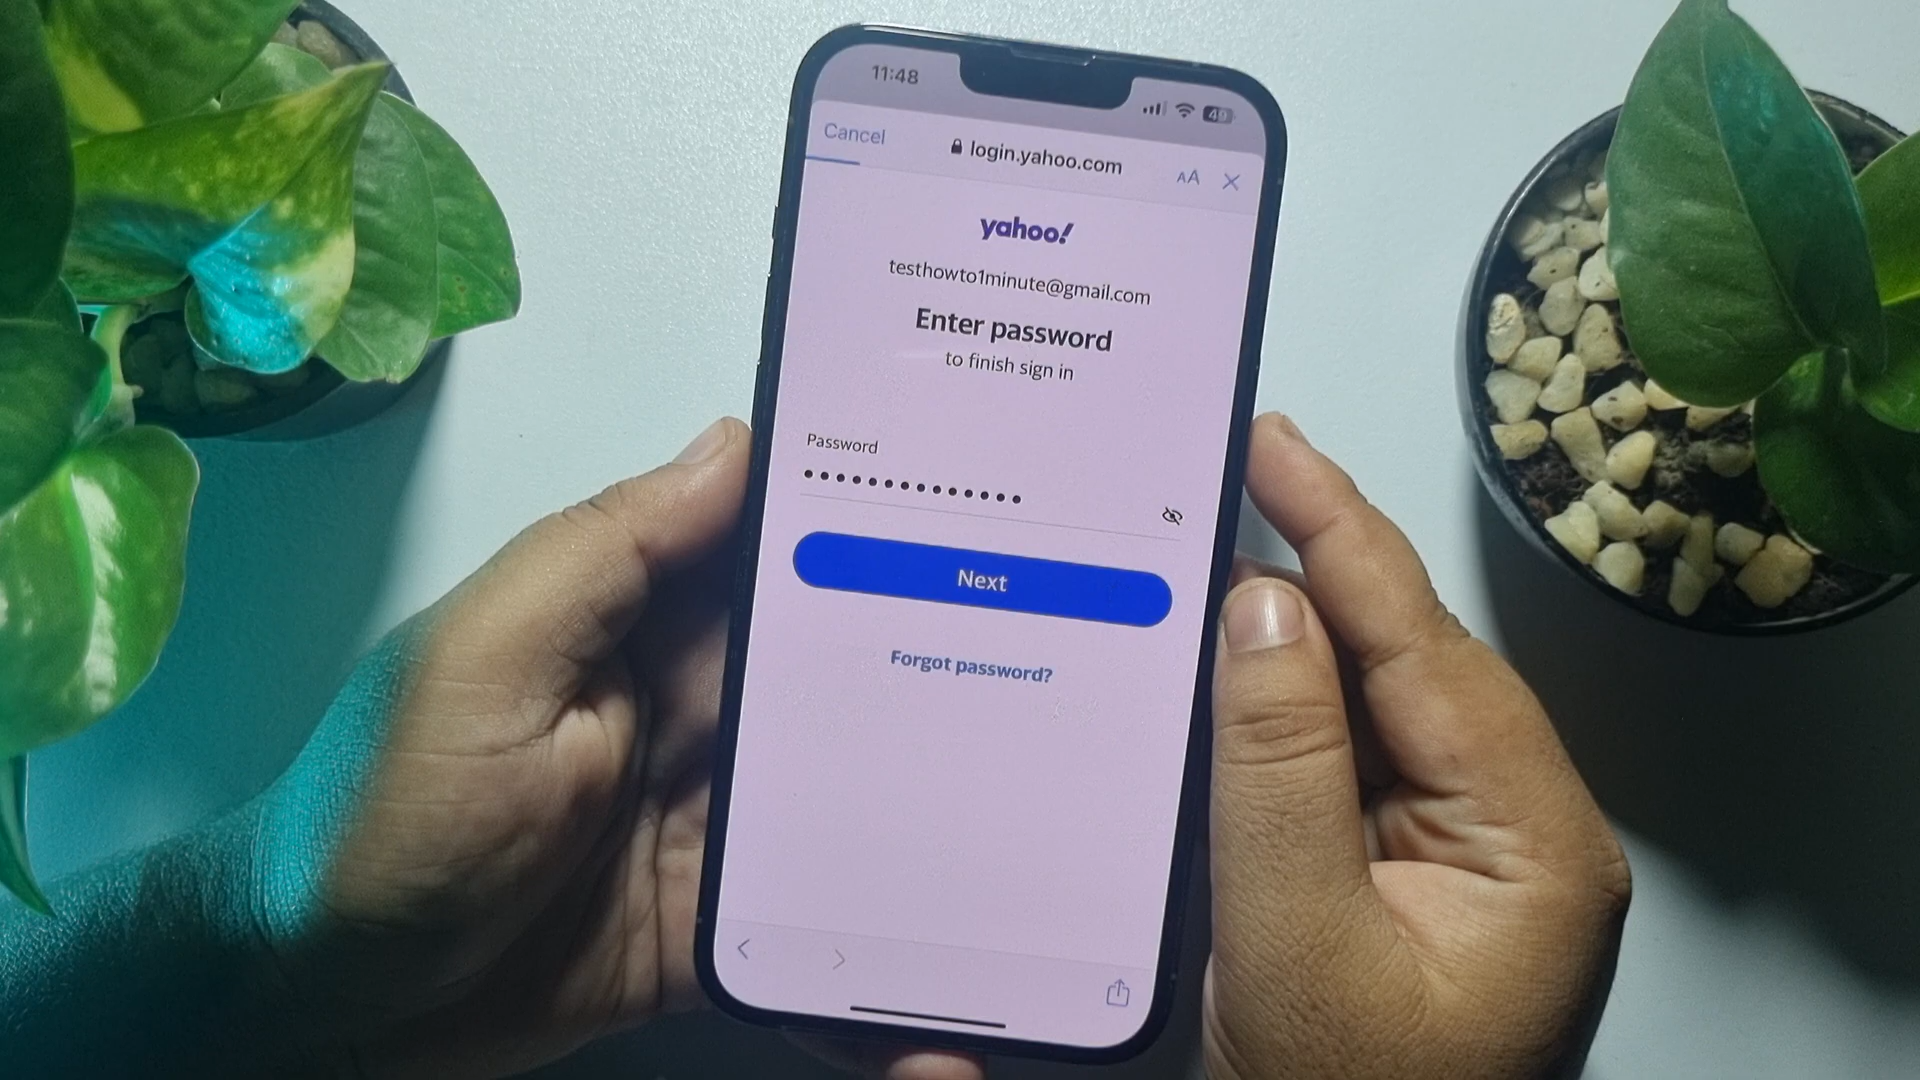 11:48
49
Cancel
login.yahoo.com
AA
yahoo!
testhowto1minute@gmail.com
Enter password
to finish sign in
Password
••••••••••••••
Next
Forgot password?